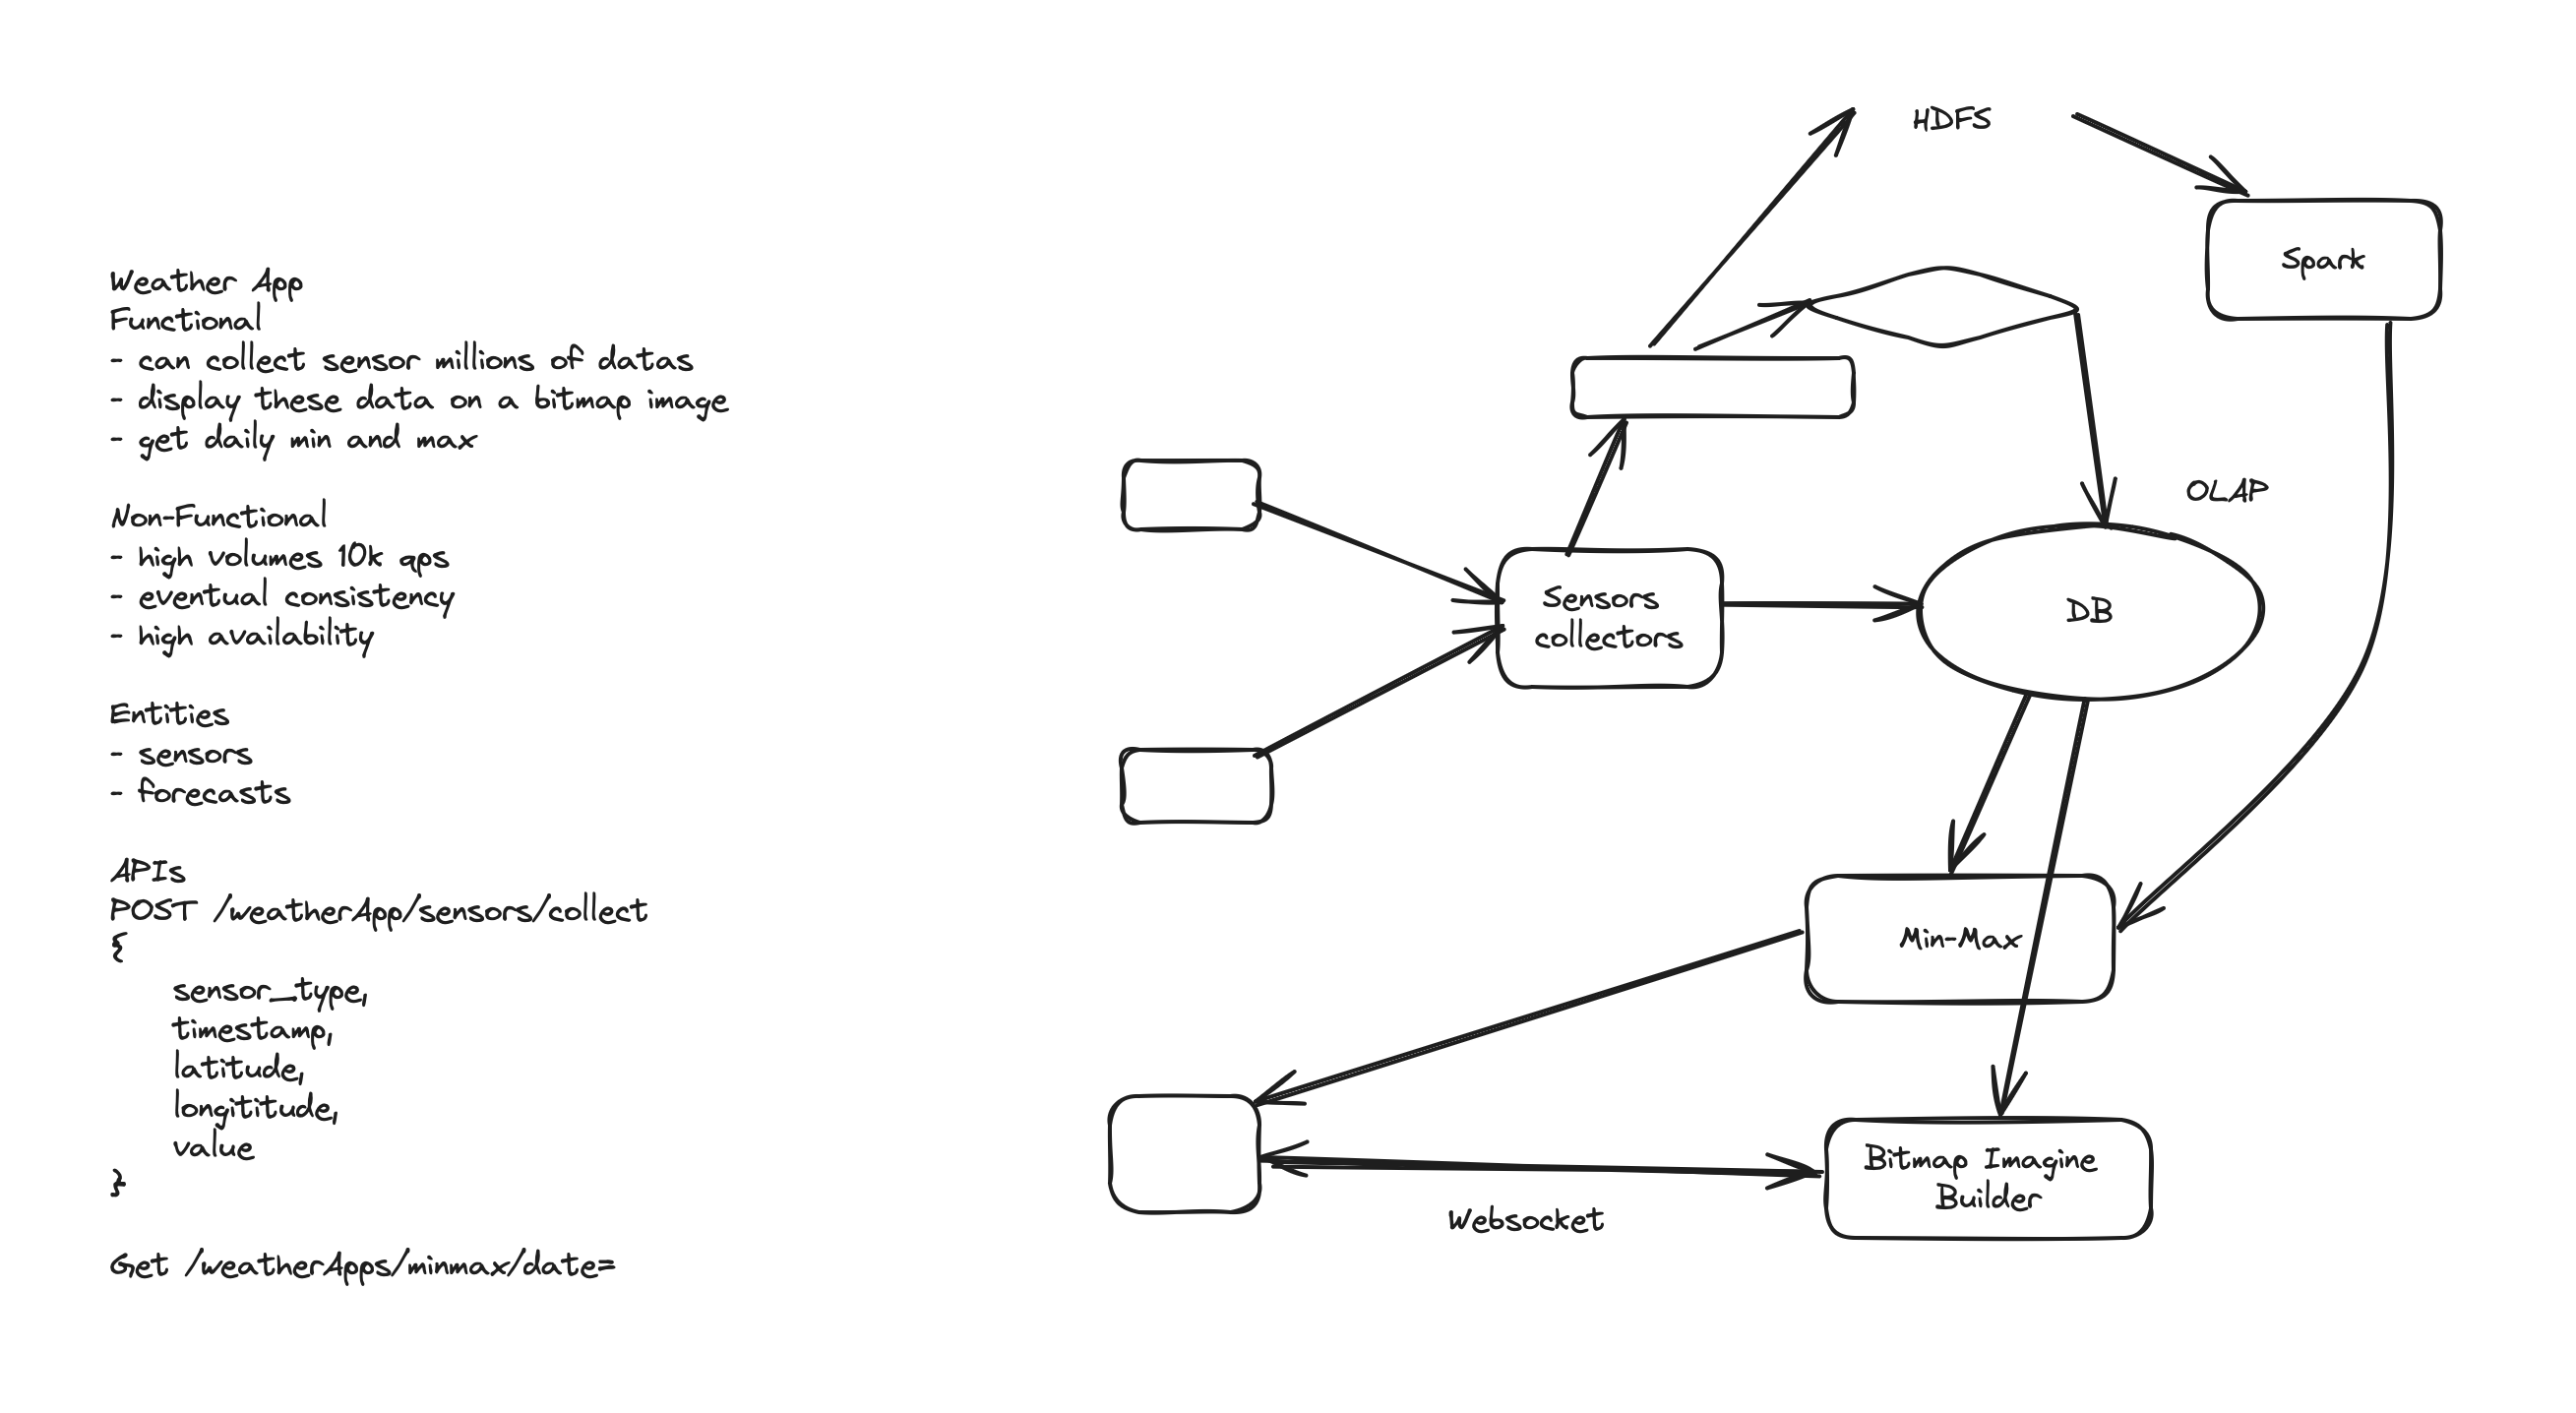 Weather App
Functional
- can collect sensor millions of datas
- display these data on a bitmap image
- get daily min and max
Non-Functional
- high volumes 10k qps
- eventual consistency
- high availability
Entities
- sensors
- forecasts
APIs
POST /weatherApp/sensors/collect
{
sensor_type,
timestamp,
latitude,
longititude,
value
}
Get /weatherApps/minmax/date=
HDFS
Spark
OLAP
Sensors
collectors
DB
Min-Max
Bitmap Imagine
Builder
Websocket